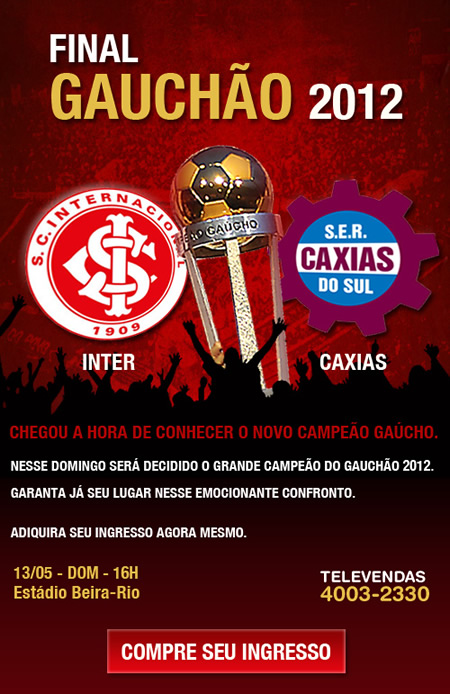 FINAL
GAUCHÃO 2012
S.C.INTERNACIONAL
1909
GAÚCHO
S.E.R.
CAXIAS
DO SUL
INTER
CAXIAS
CHEGOU A HORA DE CONHECER O NOVO CAMPEÃO GAÚCHO.
NESSE DOMINGO SERÁ DECIDIDO O GRANDE CAMPEÃO DO GAUCHÃO 2012.
GARANTA JÁ SEU LUGAR NESSE EMOCIONANTE CONFRONTO.
ADIQUIRA SEU INGRESSO AGORA MESMO.
13/05 - DOM - 16H
Estádio Beira-Rio
TELEVENDAS
4003-2330
COMPRE SEU INGRESSO